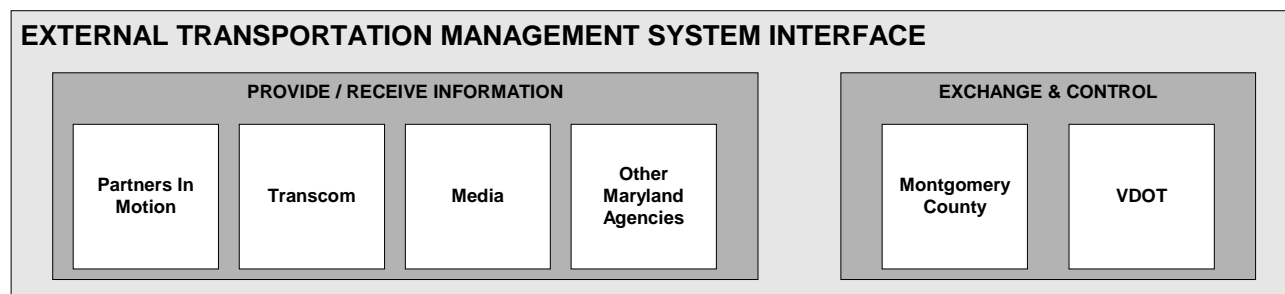 EXTERNAL TRANSPORTATION MANAGEMENT SYSTEM INTERFACE
PROVIDE / RECEIVE INFORMATION
Partners In
Motion
Transcom
Media
Other
Maryland
Agencies
EXCHANGE & CONTROL
Montgomery
County
VDOT